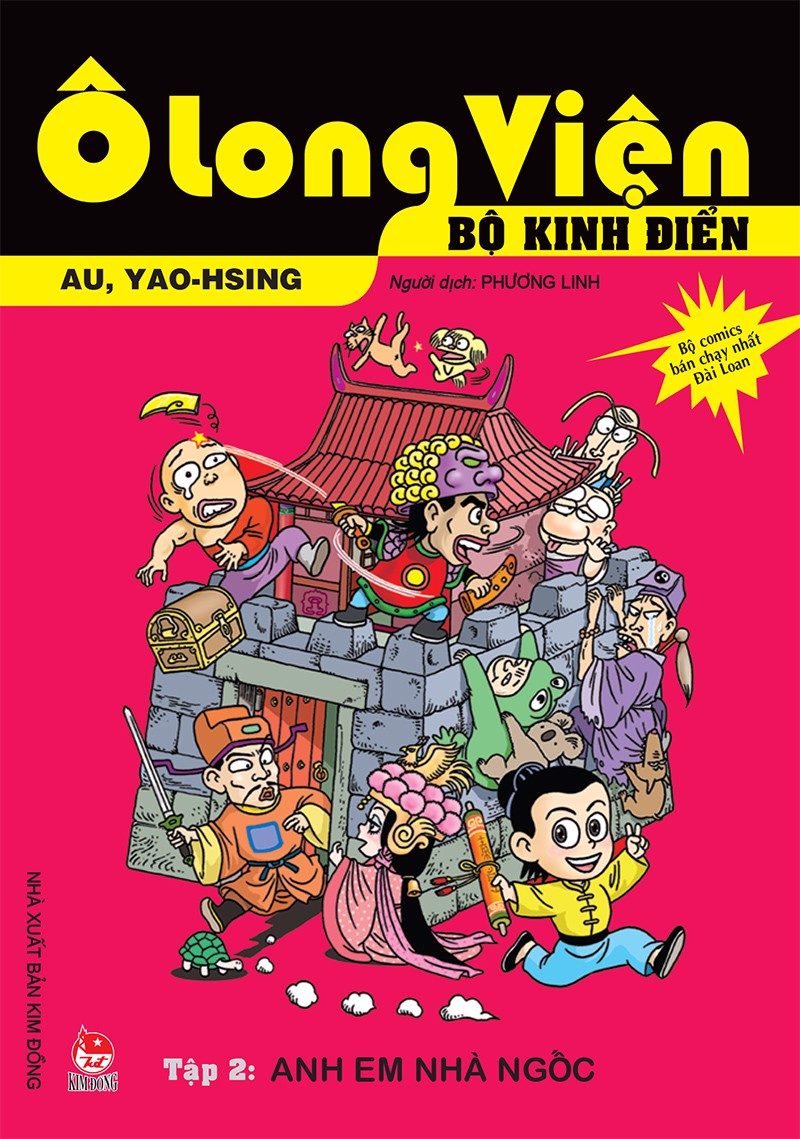 Ô Long Viện
BỘ KINH ĐIỂN
AU, YAO-HSING
Người dịch: PHƯƠNG LINH
Bộ comics
bán chạy nhất
Đài Loan
NHÀ XUẤT BẢN KIM ĐỒNG
KIM ĐỒNG
Tập 2: ANH EM NHÀ NGỐC